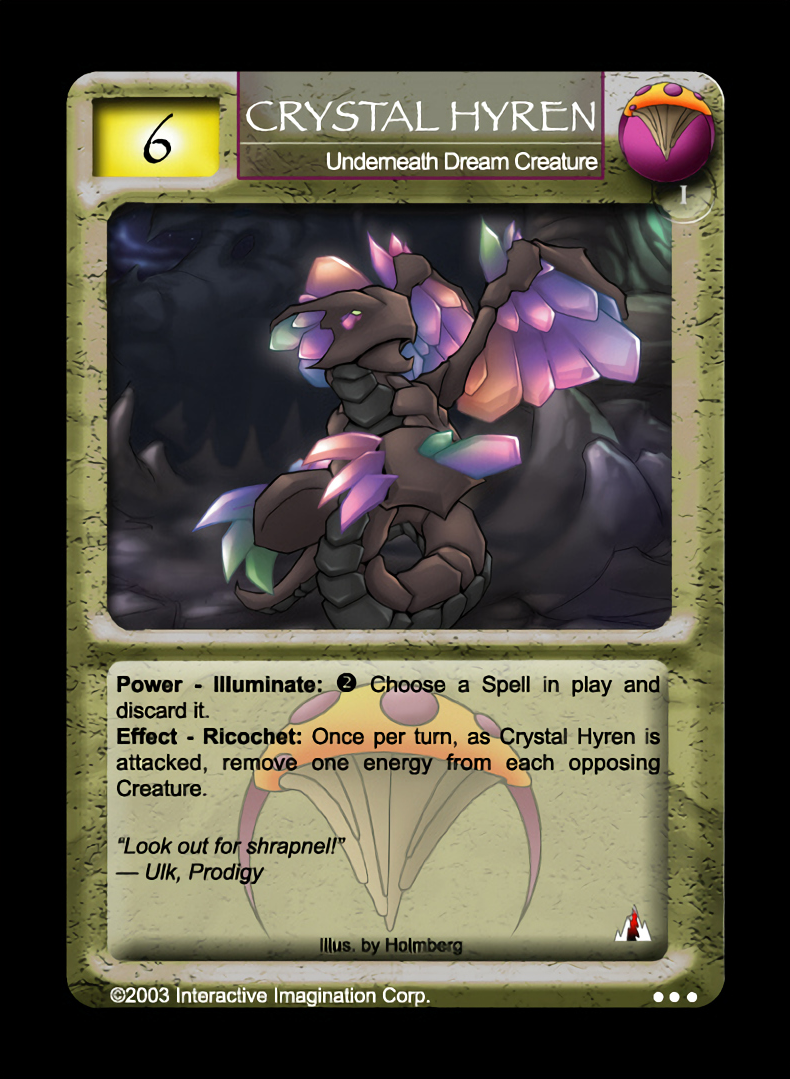 6
CRYSTAL HYREN
Underneath Dream Creature
I
Power - Illuminate: ❷ Choose a Spell in play and
discard it.
Effect - Ricochet: Once per turn, as Crystal Hyren is
attacked, remove one energy from each opposing
Creature.
“Look out for shrapnel!”
— Ulk, Prodigy
Illus. by Holmberg
©2003 Interactive Imagination Corp.